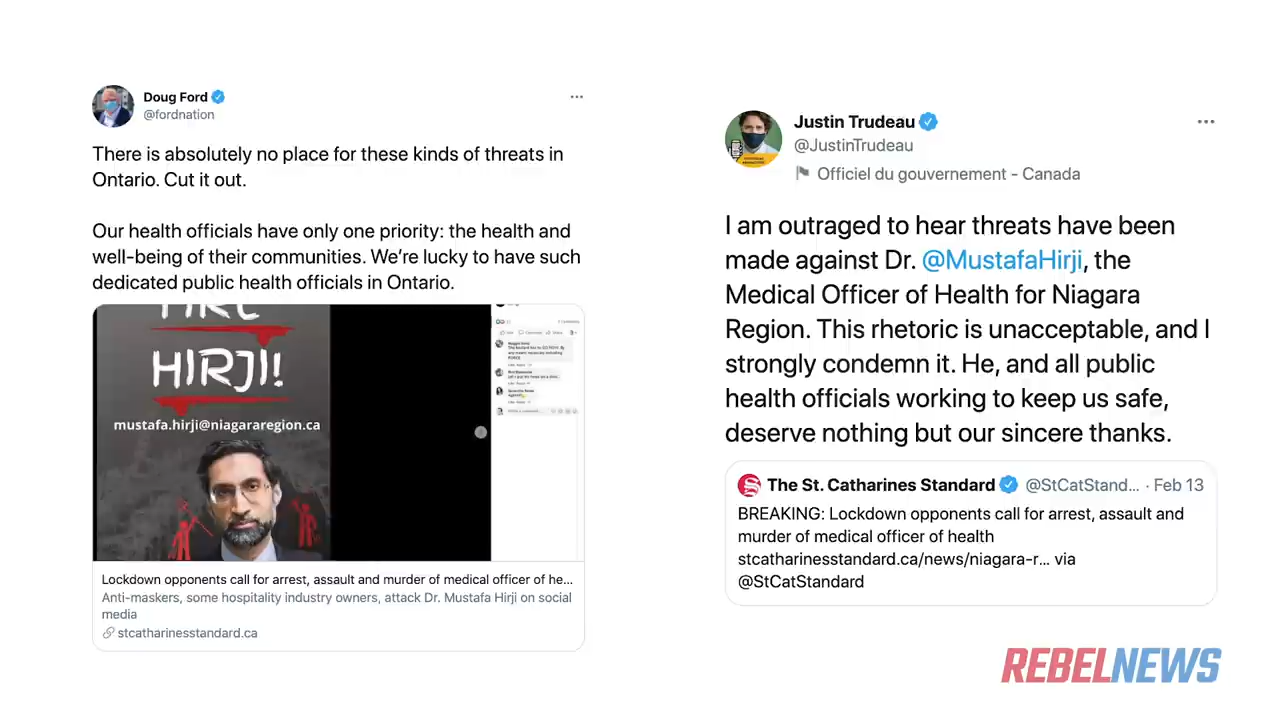 Doug Ford
@fordnation
There is absolutely no place for these kinds of threats in
Ontario. Cut it out.
Our health officials have only one priority: the health and
well-being of their communities. We're lucky to have such
dedicated public health officials in Ontario.
HIRJI!
mustafa.hirji@niagararegion.ca
Lockdown opponents call for arrest, assault and murder of medical officer of he...
Anti-maskers, some hospitality industry owners, attack Dr. Mustafa Hirji on social
media
stcatharinesstandard.ca
Justin Trudeau
@JustinTrudeau
Officiel du gouvernement - Canada
I am outraged to hear threats have been
made against Dr. @MustafaHirji, the
Medical Officer of Health for Niagara
Region. This rhetoric is unacceptable, and I
strongly condemn it. He, and all public
health officials working to keep us safe,
deserve nothing but our sincere thanks.
The St. Catharines Standard @StCatStand... · Feb 13
BREAKING: Lockdown opponents call for arrest, assault and
murder of medical officer of health
stcatharinesstandard.ca/news/niagara-r... via
@StCatStandard
REBELNEWS